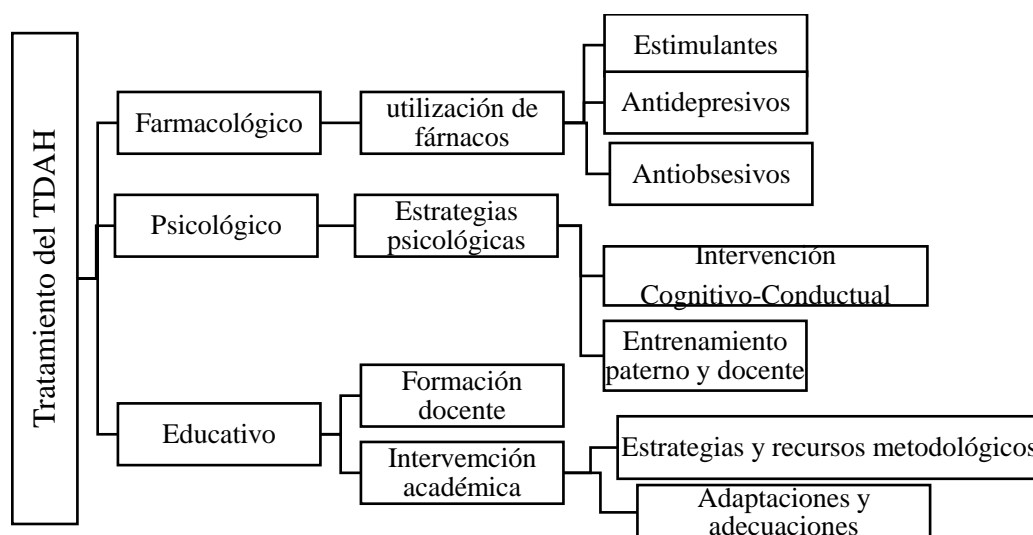 Tratamiento del TDAH
Farmacológico
utilización de
fárnacos
Estimulantes
Antidepresivos
Antiobsesivos
Psicológico
Estrategias
psicológicas
Intervención
Cognitivo-Conductual
Entrenamiento
paterno y docente
Educativo
Formación
docente
Intervemción
académica
Estrategias y recursos metodológicos
Adaptaciones y
adecuaciones